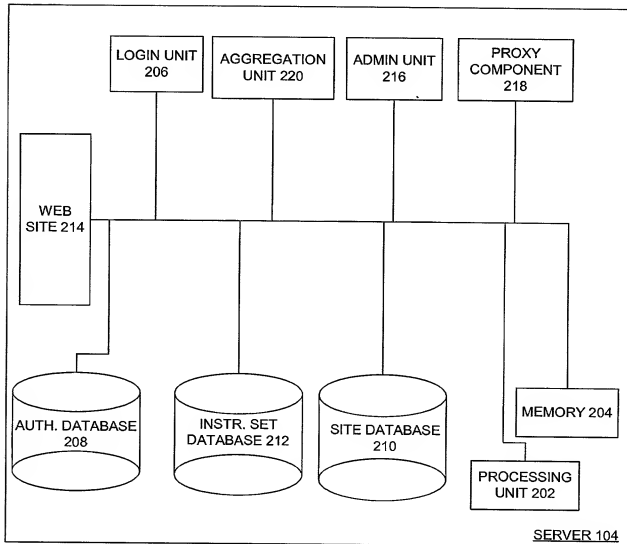 LOGIN UNIT
206
AGGREGATION
UNIT 220
ADMIN UNIT
216
PROXY
COMPONENT
218
WEB
SITE 214
AUTH. DATABASE
208
INSTR. SET
DATABASE 212
SITE DATABASE
210
MEMORY 204
PROCESSING
UNIT 202
SERVER 104